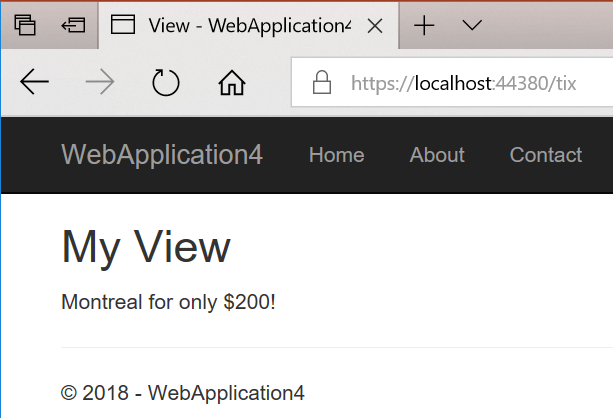 View - WebApplication4
https://localhost:44380/tix
WebApplication4 Home About Contact
My View
Montreal for only $200!
© 2018 - WebApplication4